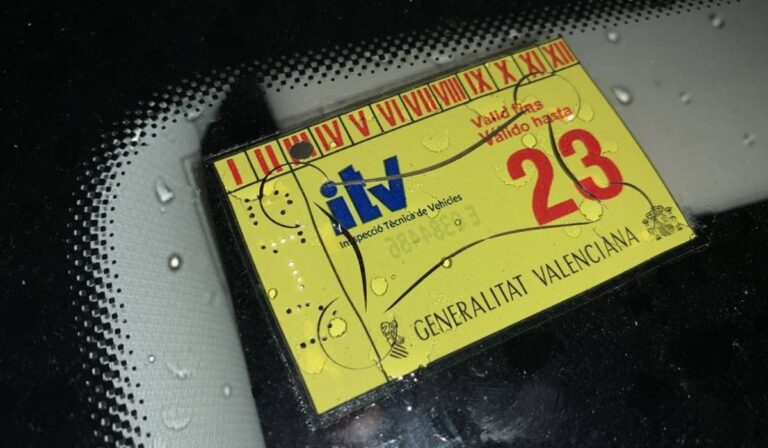 I II III IV V VI VII VIII IX X XI XII
Valid fins
Válido hasta
23
itv
Inspecció Tècnica de Vehicles
GENERALITAT VALENCIANA